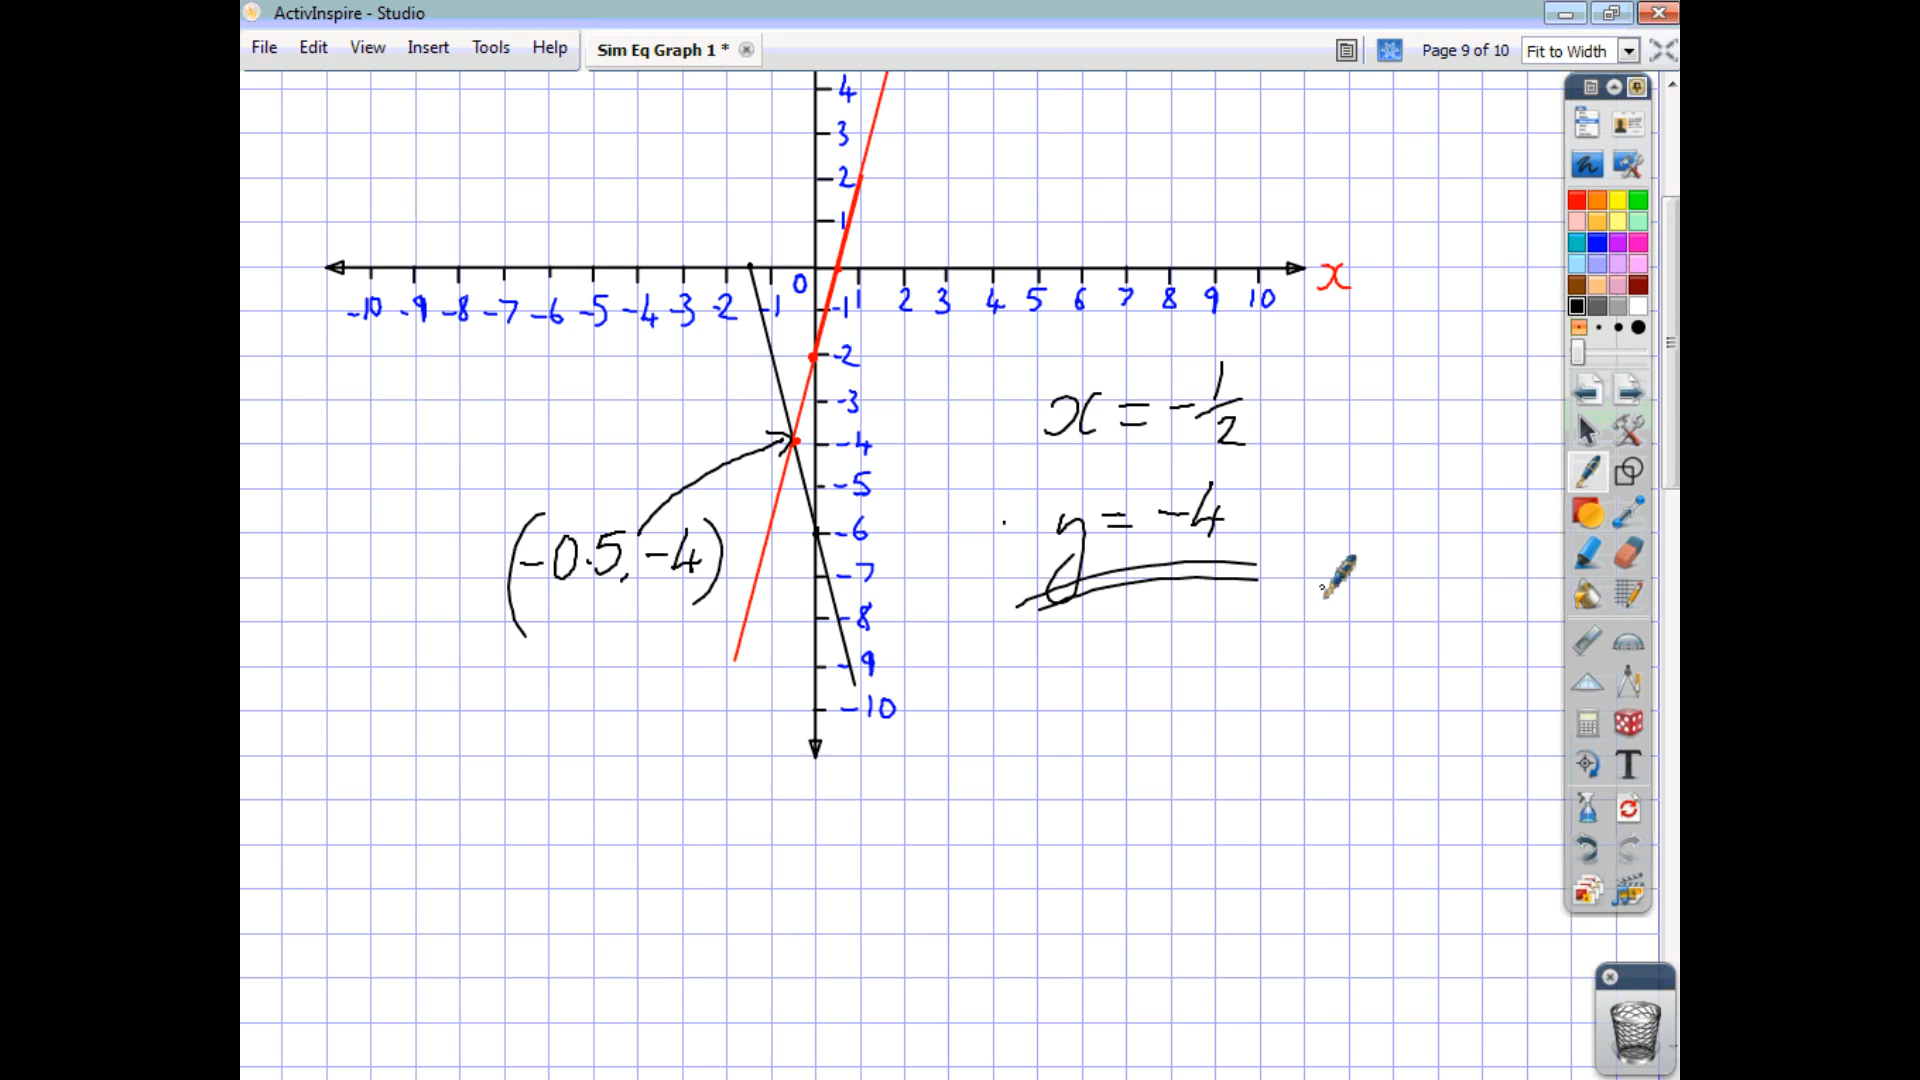 ActivInspire - Studio
File Edit View Insert Tools Help
Sim Eq Graph 1 *
Page 9 of 10
Fit to Width
4
3
2
1
x
-10 -9 -8 -7 -6 -5 -4 -3 -2 -1 0 1 2 3 4 5 6 7 8 9 10
-1
-2
-3
-4
-5
-6
-7
-8
-9
-10
x = -1/2
y = -4
(-0.5, -4)
T